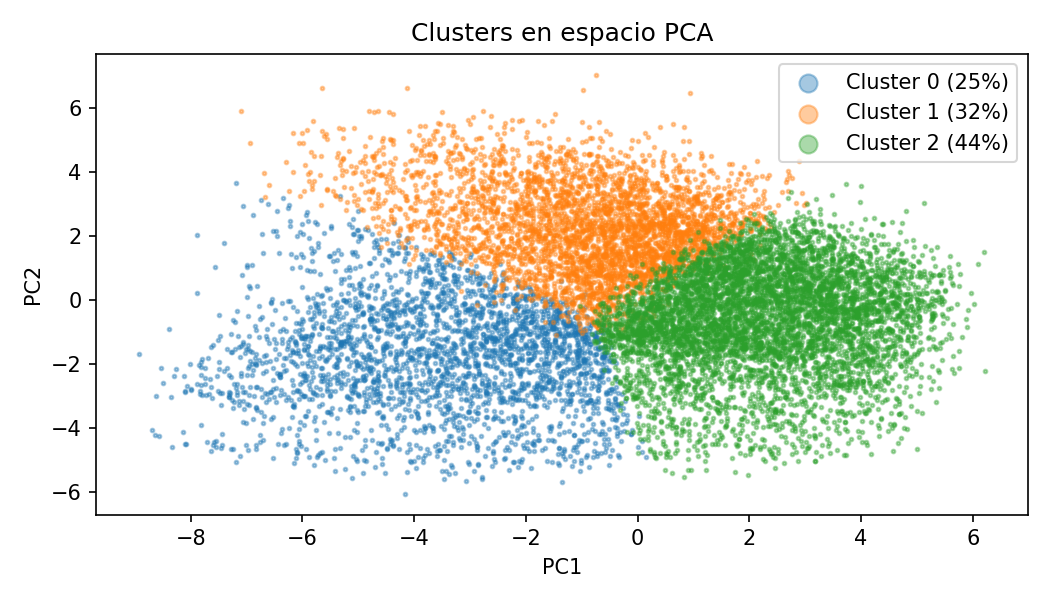 Clusters en espacio PCA
Cluster 0 (25%)
Cluster 1 (32%)
Cluster 2 (44%)
6
4
2
0
−2
−4
−6
PC2
−8 −6 −4 −2 0 2 4 6
PC1